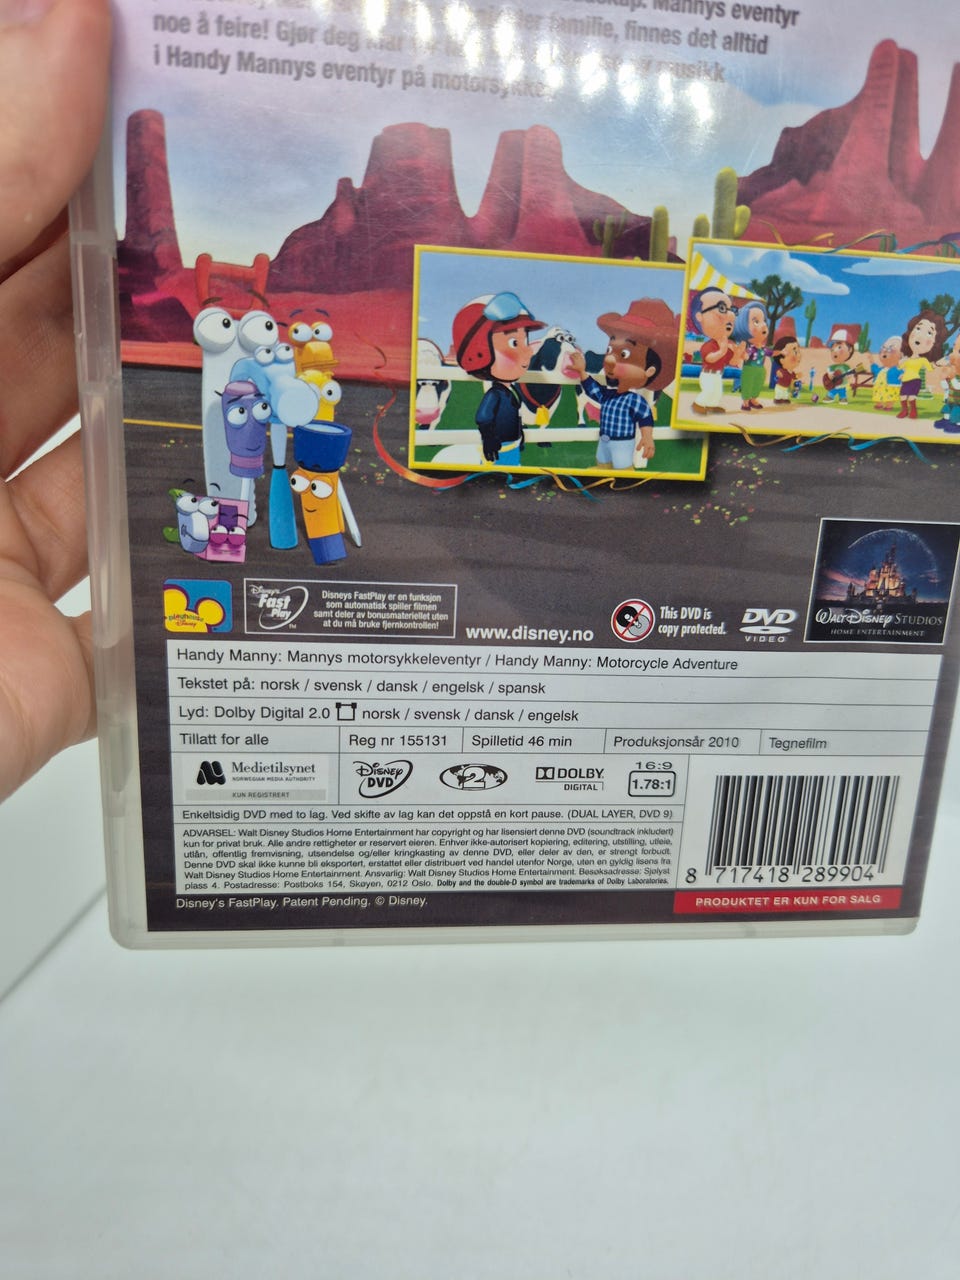 Mannys eventyr
noe å feire! Gjør deg klar familie, finnes det alltid
i Handy Mannys eventyr på motorsykkel musikk
Playhouse Disney
Disney's Fast Play ™
Disneys FastPlay er en funksjon
som automatisk spiller filmen
samt deler av bonusmateriellet uten
at du må bruke fjernkontrollen!
www.disney.no
This DVD is
copy protected.
DVD
VIDEO
WALT DISNEY STUDIOS
HOME ENTERTAINMENT
Handy Manny: Mannys motorsykkeleventyr / Handy Manny: Motorcycle Adventure
Tekstet på: norsk / svensk / dansk / engelsk / spansk
Lyd: Dolby Digital 2.0 norsk / svensk / dansk / engelsk
Tillatt for alle
Reg nr 155131
Spilletid 46 min
Produksjonsår 2010
Tegnefilm
Medietilsynet
NORWEGIAN MEDIA AUTHORITY
KUN REGISTRERT
Disney DVD
2
DOLBY
DIGITAL
16:9
1.78:1
Enkeltsidig DVD med to lag. Ved skifte av lag kan det oppstå en kort pause. (DUAL LAYER, DVD 9)
ADVARSEL: Walt Disney Studios Home Entertainment har copyright og har lisensiert denne DVD (soundtrack inkludert)
kun for privat bruk. Alle andre rettigheter er reservert eieren. Enhver ikke-autorisert kopiering, editering, utstilling, utleie,
utlån, offentlig fremvisning, utsendelse og/eller kringkasting av denne DVD, eller deler av den, er strengt forbudt.
Denne DVD skal ikke kunne bli eksportert, erstattet eller distribuert ved handel utenfor Norge, uten en gyldig lisens fra
Walt Disney Studios Home Entertainment. Ansvarlig: Walt Disney Studios Home Entertainment. Besøksadresse: Sjølyst
plass 4. Postadresse: Postboks 154, Skøyen, 0212 Oslo. Dolby and the double-D symbol are trademarks of Dolby Laboratories.
8 717418 289904
PRODUKTET ER KUN FOR SALG
Disney's FastPlay. Patent Pending. © Disney.